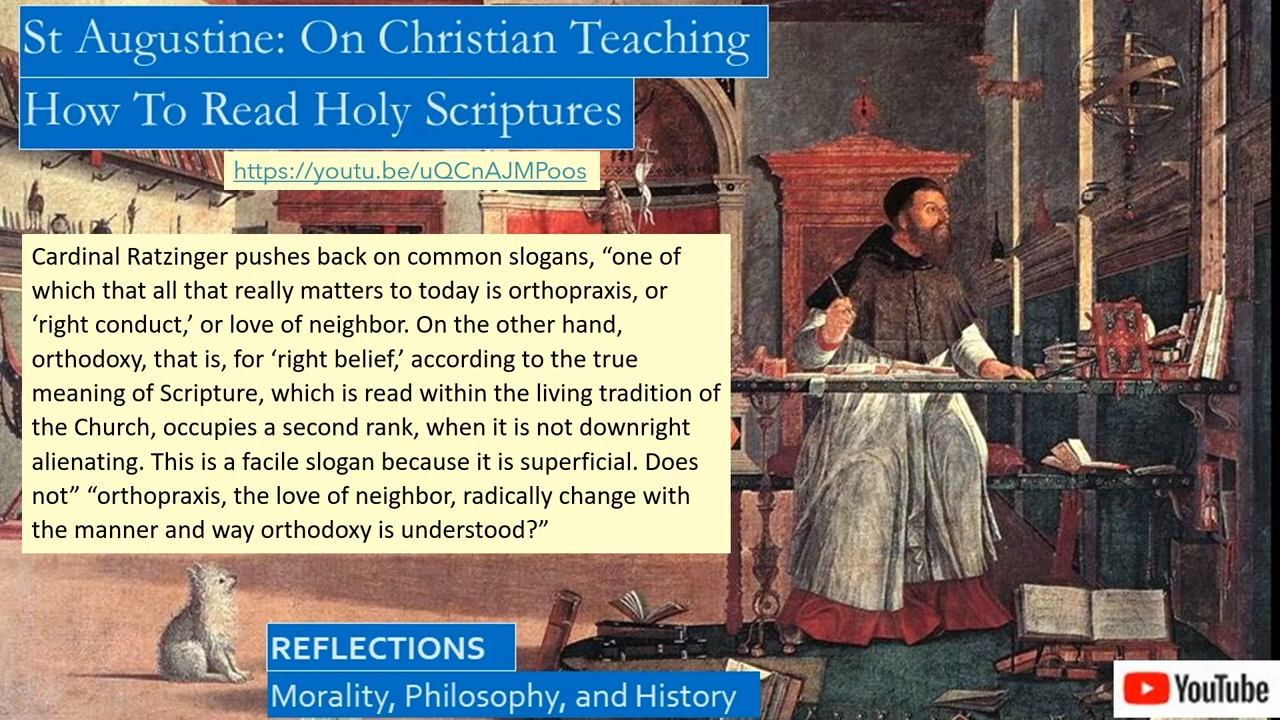 St Augustine: On Christian Teaching
How To Read Holy Scriptures
https://youtu.be/uQCnAJMPoos
Cardinal Ratzinger pushes back on common slogans, “one of
which that all that really matters to today is orthopraxis, or
‘right conduct,’ or love of neighbor. On the other hand,
orthodoxy, that is, for ‘right belief,’ according to the true
meaning of Scripture, which is read within the living tradition of
the Church, occupies a second rank, when it is not downright
alienating. This is a facile slogan because it is superficial. Does
not” “orthopraxis, the love of neighbor, radically change with
the manner and way orthodoxy is understood?”
REFLECTIONS
Morality, Philosophy, and History
YouTube